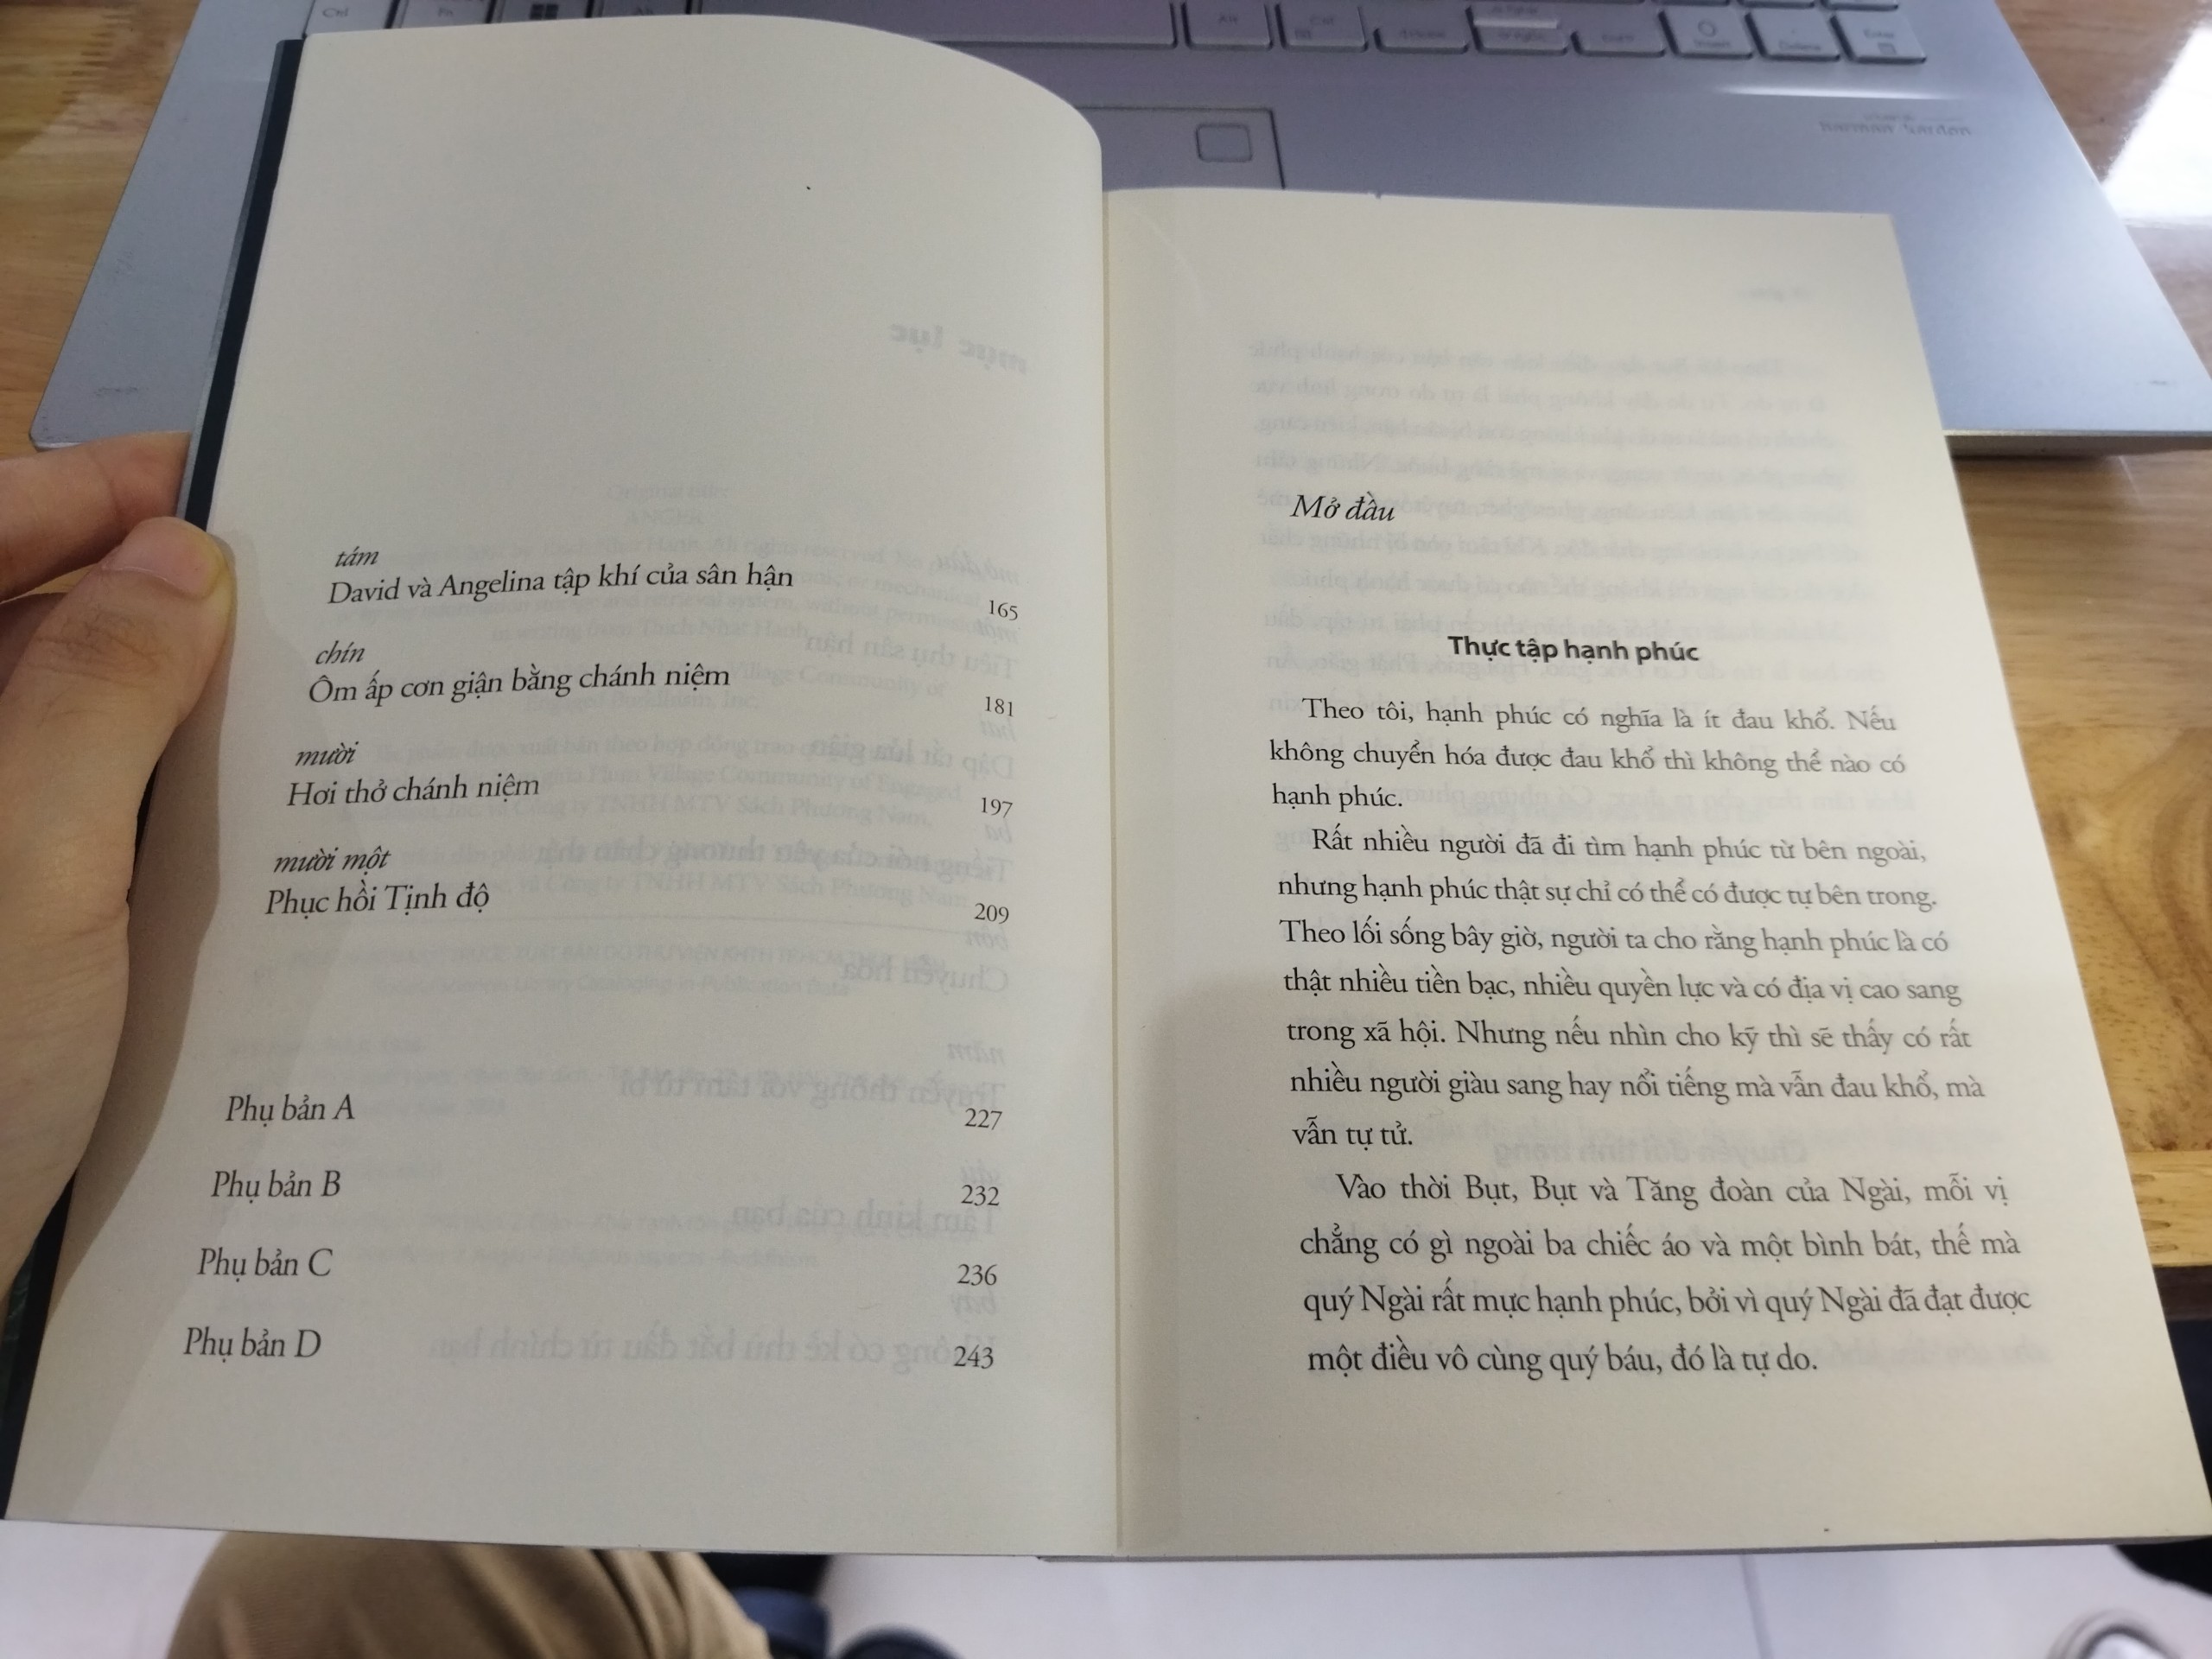 tám
David và Angelina tập khí của sân hận 165
chín
Ôm ấp cơn giận bằng chánh niệm 181
mười
Hơi thở chánh niệm 197
mười một
Phục hồi Tịnh độ 209
Phụ bản A 227
Phụ bản B 232
Phụ bản C 236
Phụ bản D 243
Mở đầu
Thực tập hạnh phúc
Theo tôi, hạnh phúc có nghĩa là ít đau khổ. Nếu
không chuyển hóa được đau khổ thì không thể nào có
hạnh phúc.
Rất nhiều người đã đi tìm hạnh phúc từ bên ngoài,
nhưng hạnh phúc thật sự chỉ có thể có được tự bên trong.
Theo lối sống bây giờ, người ta cho rằng hạnh phúc là có
thật nhiều tiền bạc, nhiều quyền lực và có địa vị cao sang
trong xã hội. Nhưng nếu nhìn cho kỹ thì sẽ thấy có rất
nhiều người giàu sang hay nổi tiếng mà vẫn đau khổ, mà
vẫn tự tử.
Vào thời Bụt, Bụt và Tăng đoàn của Ngài, mỗi vị
chẳng có gì ngoài ba chiếc áo và một bình bát, thế mà
quý Ngài rất mực hạnh phúc, bởi vì quý Ngài đã đạt được
một điều vô cùng quý báu, đó là tự do.
harman/kardon